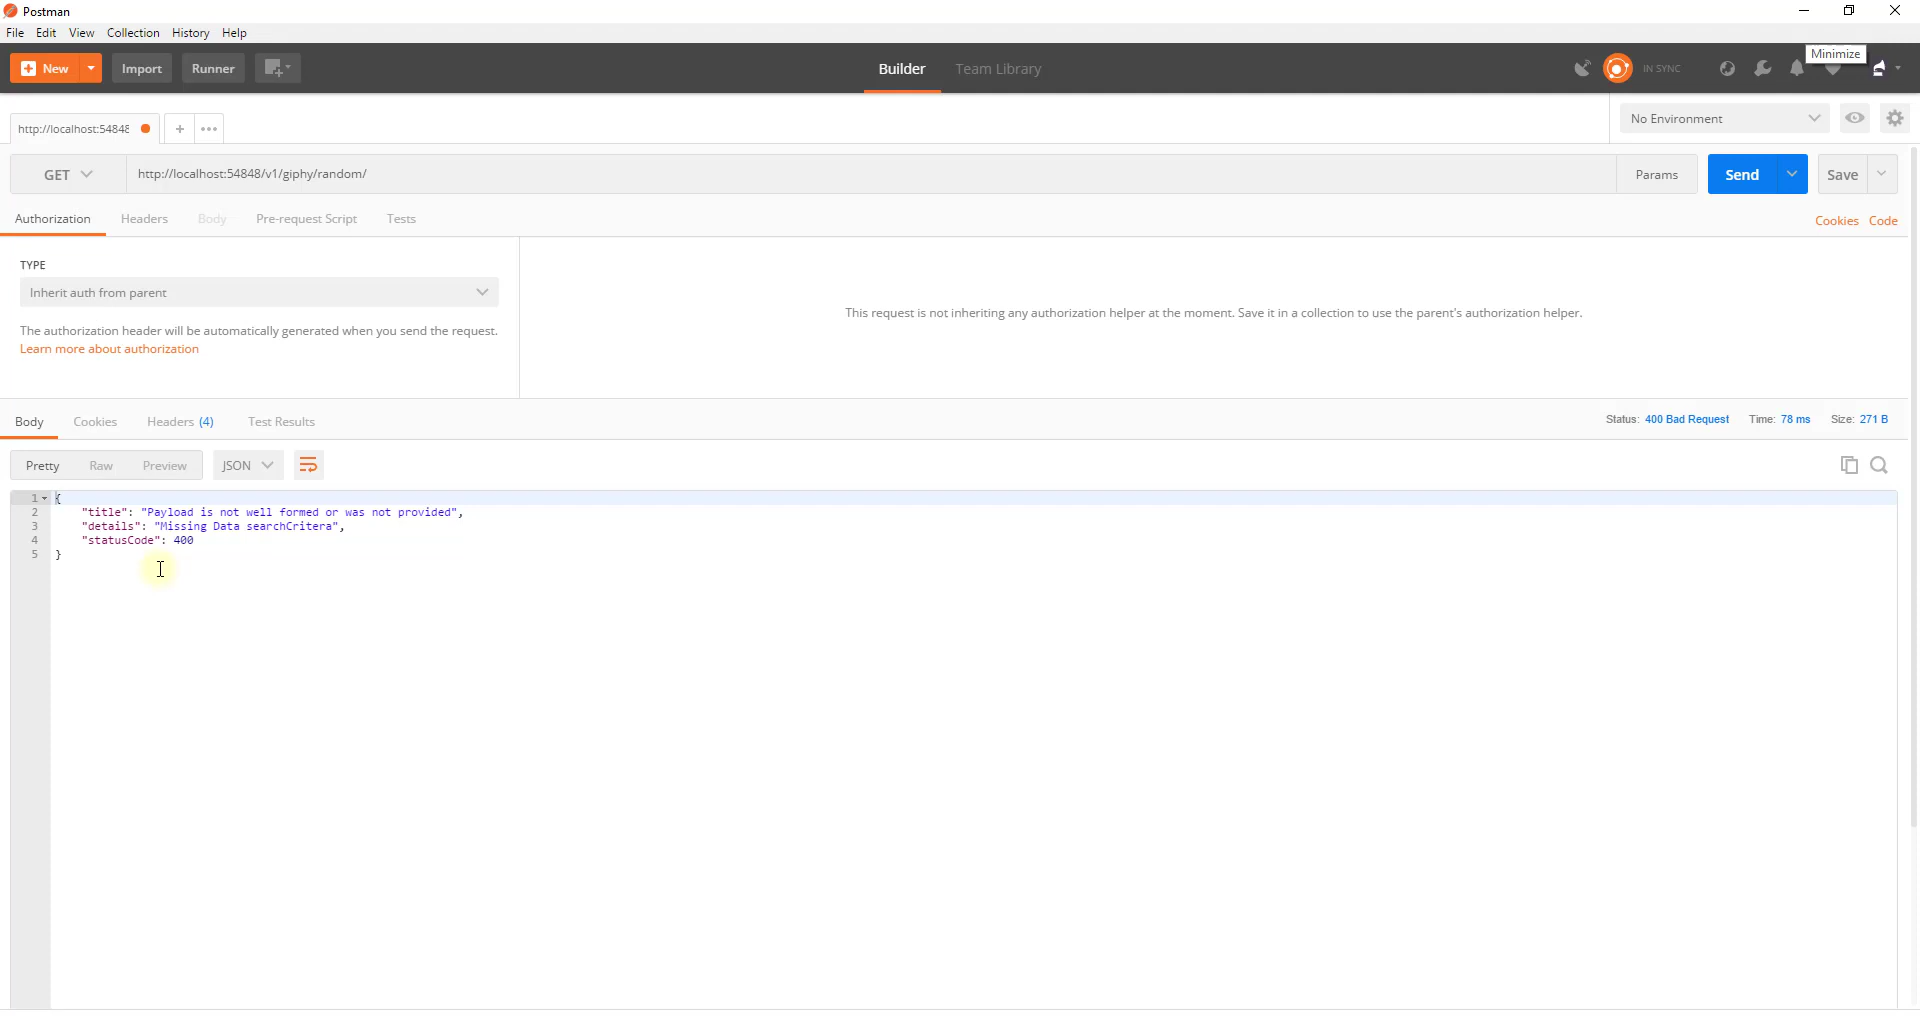 Postman
File Edit View Collection History Help
New Import Runner Builder Team Library IN SYNC
Minimize
http://localhost:54848 + ••• No Environment
GET http://localhost:54848/v1/giphy/random/ Params Send Save
Authorization Headers Body Pre-request Script Tests Cookies Code
TYPE
Inherit auth from parent
This request is not inheriting any authorization helper at the moment. Save it in a collection to use the parent's authorization helper.
The authorization header will be automatically generated when you send the request.
Learn more about authorization
Body Cookies Headers (4) Test Results Status: 400 Bad Request Time: 78 ms Size: 271 B
Pretty Raw Preview JSON
1 {
2 "title": "Payload is not well formed or was not provided",
3 "details": "Missing Data searchCritera",
4 "statusCode": 400
5 }